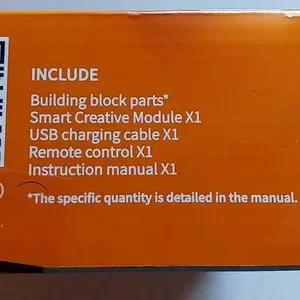 INCLUDE
Building block parts*
Smart Creative Module X1
USB charging cable X1
Remote control X1
Instruction manual X1
*The specific quantity is detailed in the manual.